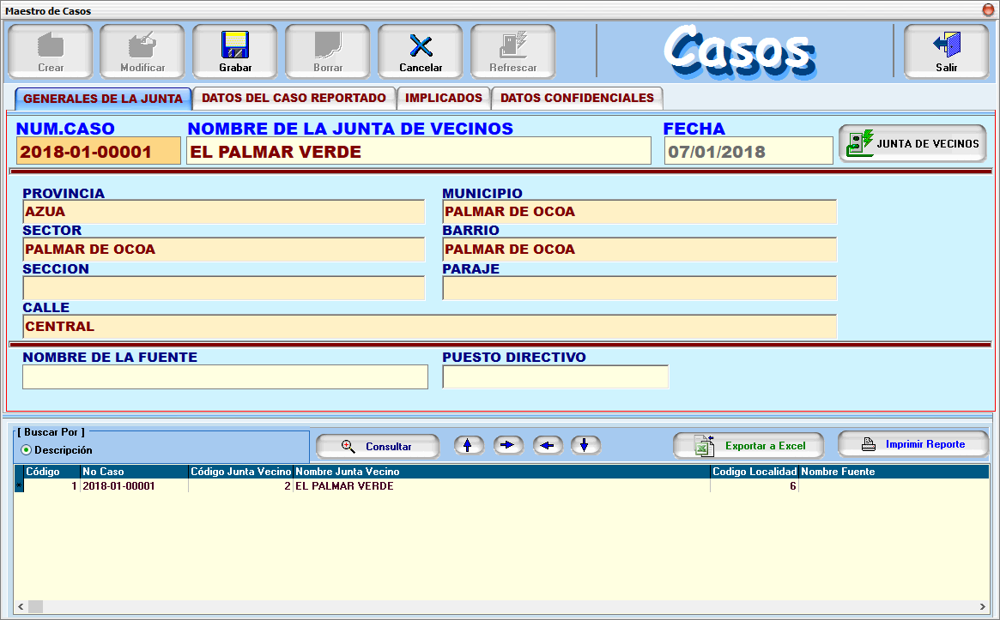 Maestro de Casos
Crear Modificar Grabar Borrar Cancelar Refrescar Casos Salir
GENERALES DE LA JUNTA DATOS DEL CASO REPORTADO IMPLICADOS DATOS CONFIDENCIALES
NUM.CASO NOMBRE DE LA JUNTA DE VECINOS FECHA
2018-01-00001 EL PALMAR VERDE 07/01/2018 JUNTA DE VECINOS
PROVINCIA MUNICIPIO
AZUA PALMAR DE OCOA
SECTOR BARRIO
PALMAR DE OCOA PALMAR DE OCOA
SECCION PARAJE
CALLE
CENTRAL
NOMBRE DE LA FUENTE PUESTO DIRECTIVO
[ Buscar Por ]
Descripción Consultar Exportar a Excel Imprimir Reporte
Código No Caso Código Junta Vecino Nombre Junta Vecino Codigo Localidad Nombre Fuente
* 1 2018-01-00001 2 EL PALMAR VERDE 6